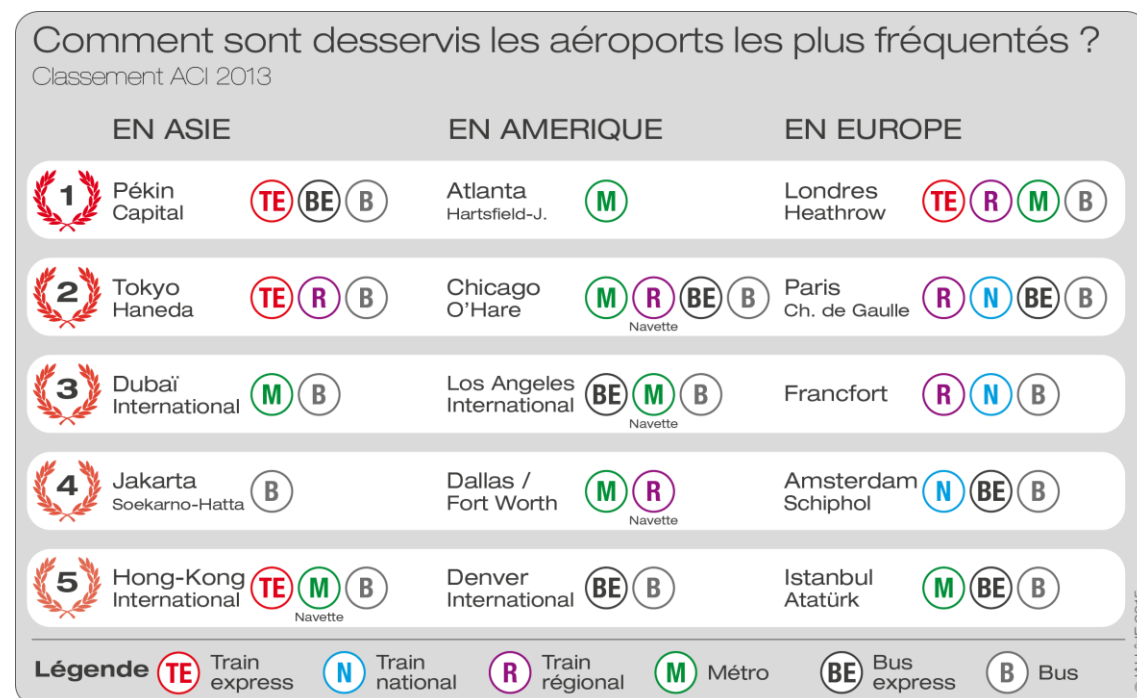 Comment sont desservis les aéroports les plus fréquentés ?
Classement ACI 2013
EN ASIE EN AMERIQUE EN EUROPE
1 Pékin Capital TE BE B Atlanta Hartsfield-J. M Londres Heathrow TE R M B
2 Tokyo Haneda TE R B Chicago O'Hare M R BE B Navette Paris Ch. de Gaulle R N BE B
3 Dubaï International M B Los Angeles International BE M B Navette Francfort R N B
4 Jakarta Soekarno-Hatta B Dallas / Fort Worth M R Navette Amsterdam Schiphol N BE B
5 Hong-Kong International TE M B Navette Denver International BE B Istanbul Atatürk M BE B
Légende TE Train express N Train national R Train régional M Métro BE Bus express B Bus